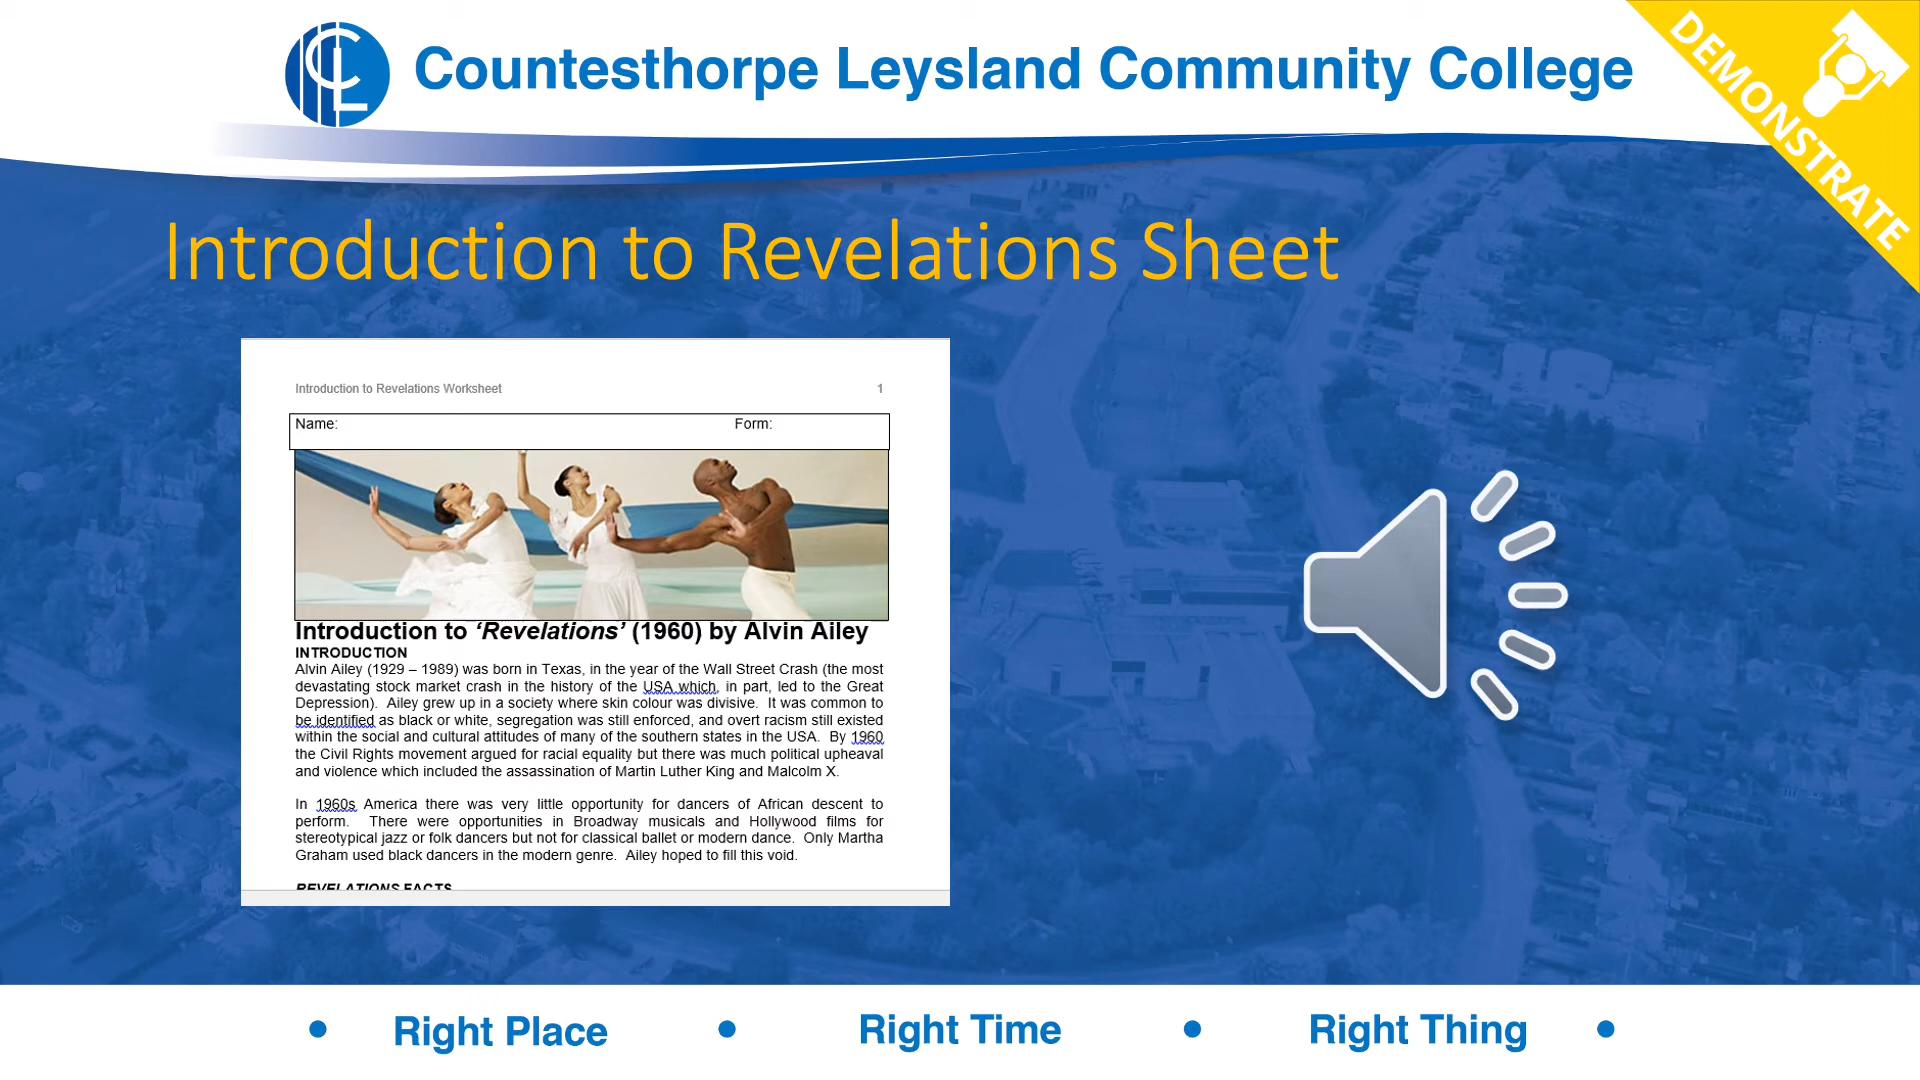 Countesthorpe Leysland Community College
DEMONSTRATE
Introduction to Revelations Sheet
Introduction to Revelations Worksheet 1
Name: Form:
Introduction to ‘Revelations’ (1960) by Alvin Ailey
INTRODUCTION
Alvin Ailey (1929 – 1989) was born in Texas, in the year of the Wall Street Crash (the most
devastating stock market crash in the history of the USA which, in part, led to the Great
Depression). Ailey grew up in a society where skin colour was divisive. It was common to
be identified as black or white, segregation was still enforced, and overt racism still existed
within the social and cultural attitudes of many of the southern states in the USA. By 1960
the Civil Rights movement argued for racial equality but there was much political upheaval
and violence which included the assassination of Martin Luther King and Malcolm X.
In 1960s America there was very little opportunity for dancers of African descent to
perform. There were opportunities in Broadway musicals and Hollywood films for
stereotypical jazz or folk dancers but not for classical ballet or modern dance. Only Martha
Graham used black dancers in the modern genre. Ailey hoped to fill this void.
REVELATIONS FACTS
• Right Place • Right Time • Right Thing •